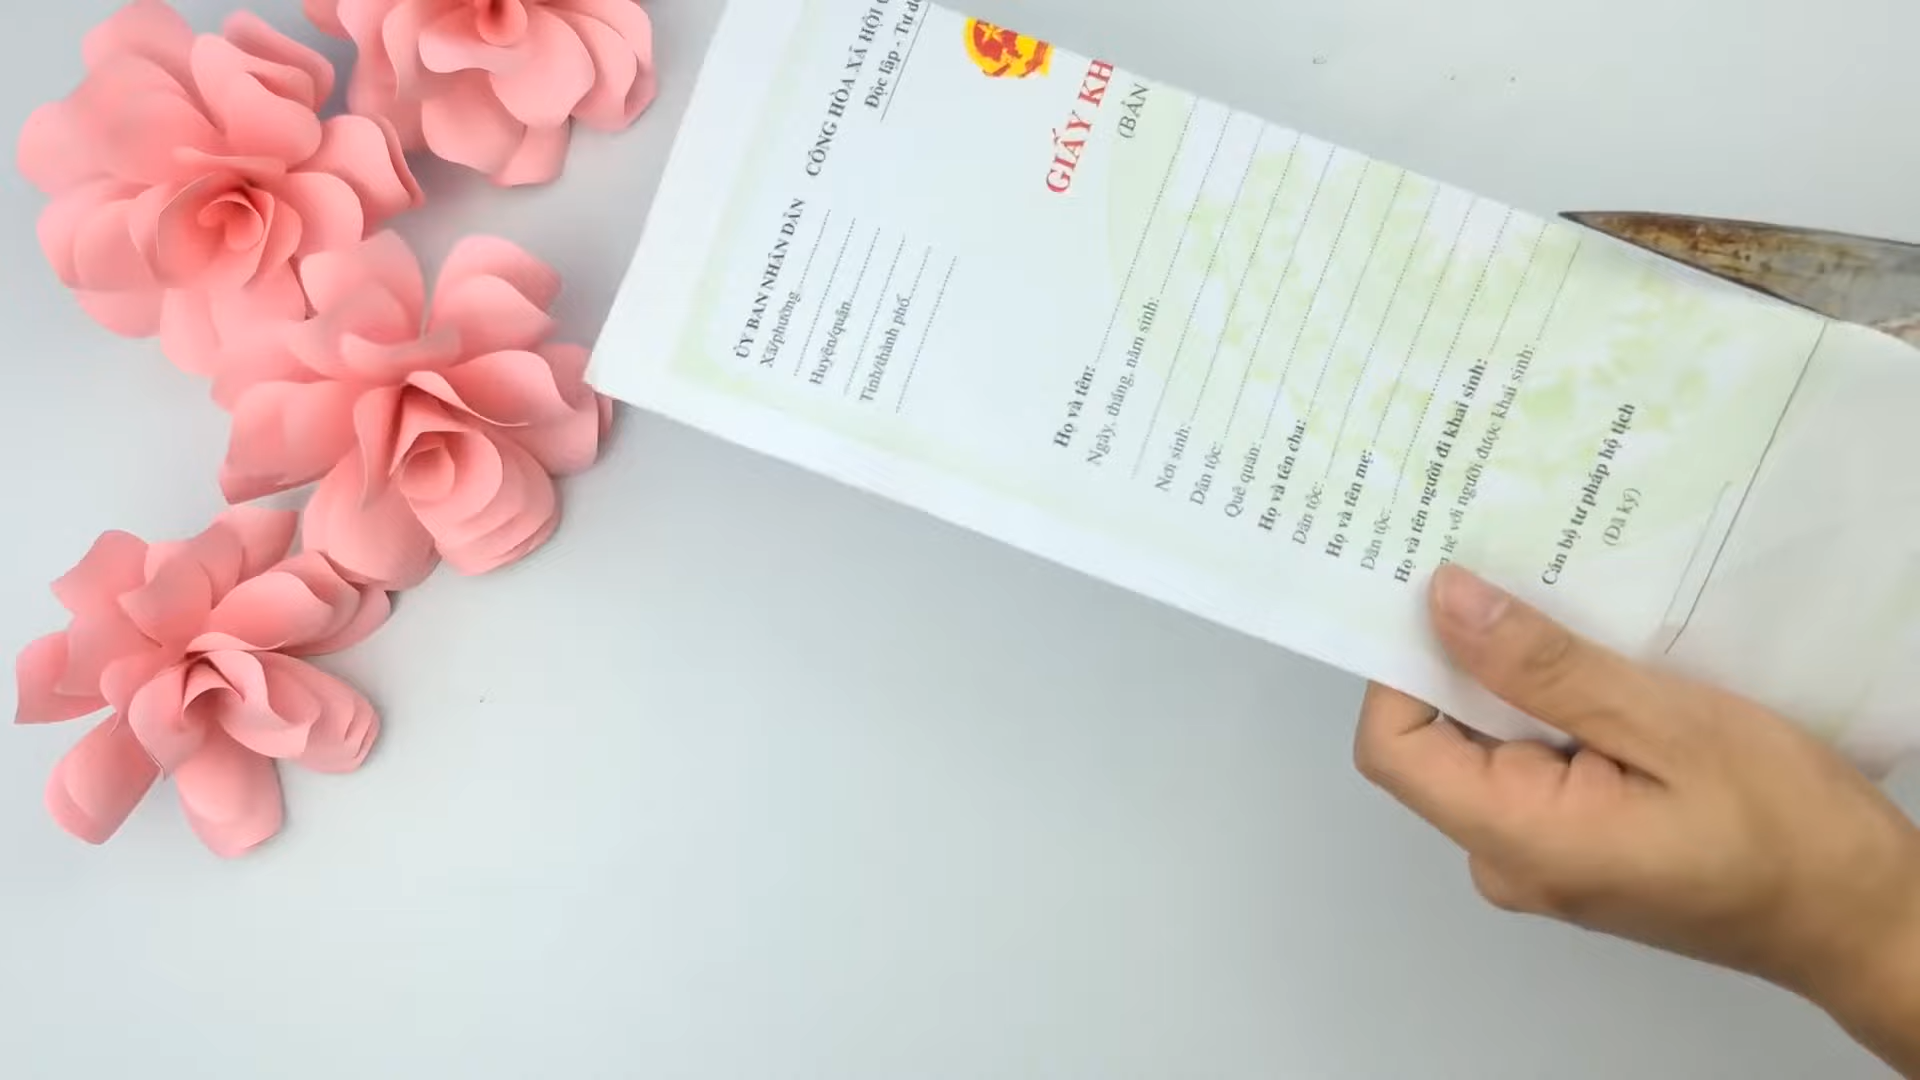 ỦY BAN NHÂN DÂN
Xã/phường
Huyện/quận
Tỉnh/thành phố
CÔNG HÒA XÃ HỘI
Độc lập - Tự do
GIẤY KH
(BẢN
Họ và tên:
Ngày, tháng, năm sinh:
Nơi sinh:
Dân tộc:
Quê quán:
Họ và tên cha:
Dân tộc:
Họ và tên mẹ:
Dân tộc:
Họ và tên người đi khai sinh:
hệ với người được khai sinh:
Cán bộ tư pháp hộ tịch
(Đã ký)